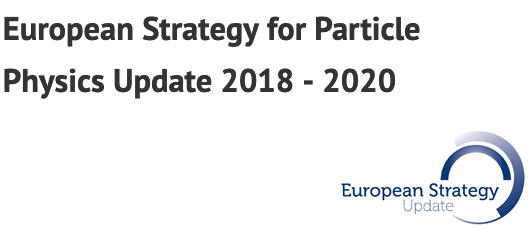 European Strategy for Particle
Physics Update 2018 - 2020
European Strategy
Update